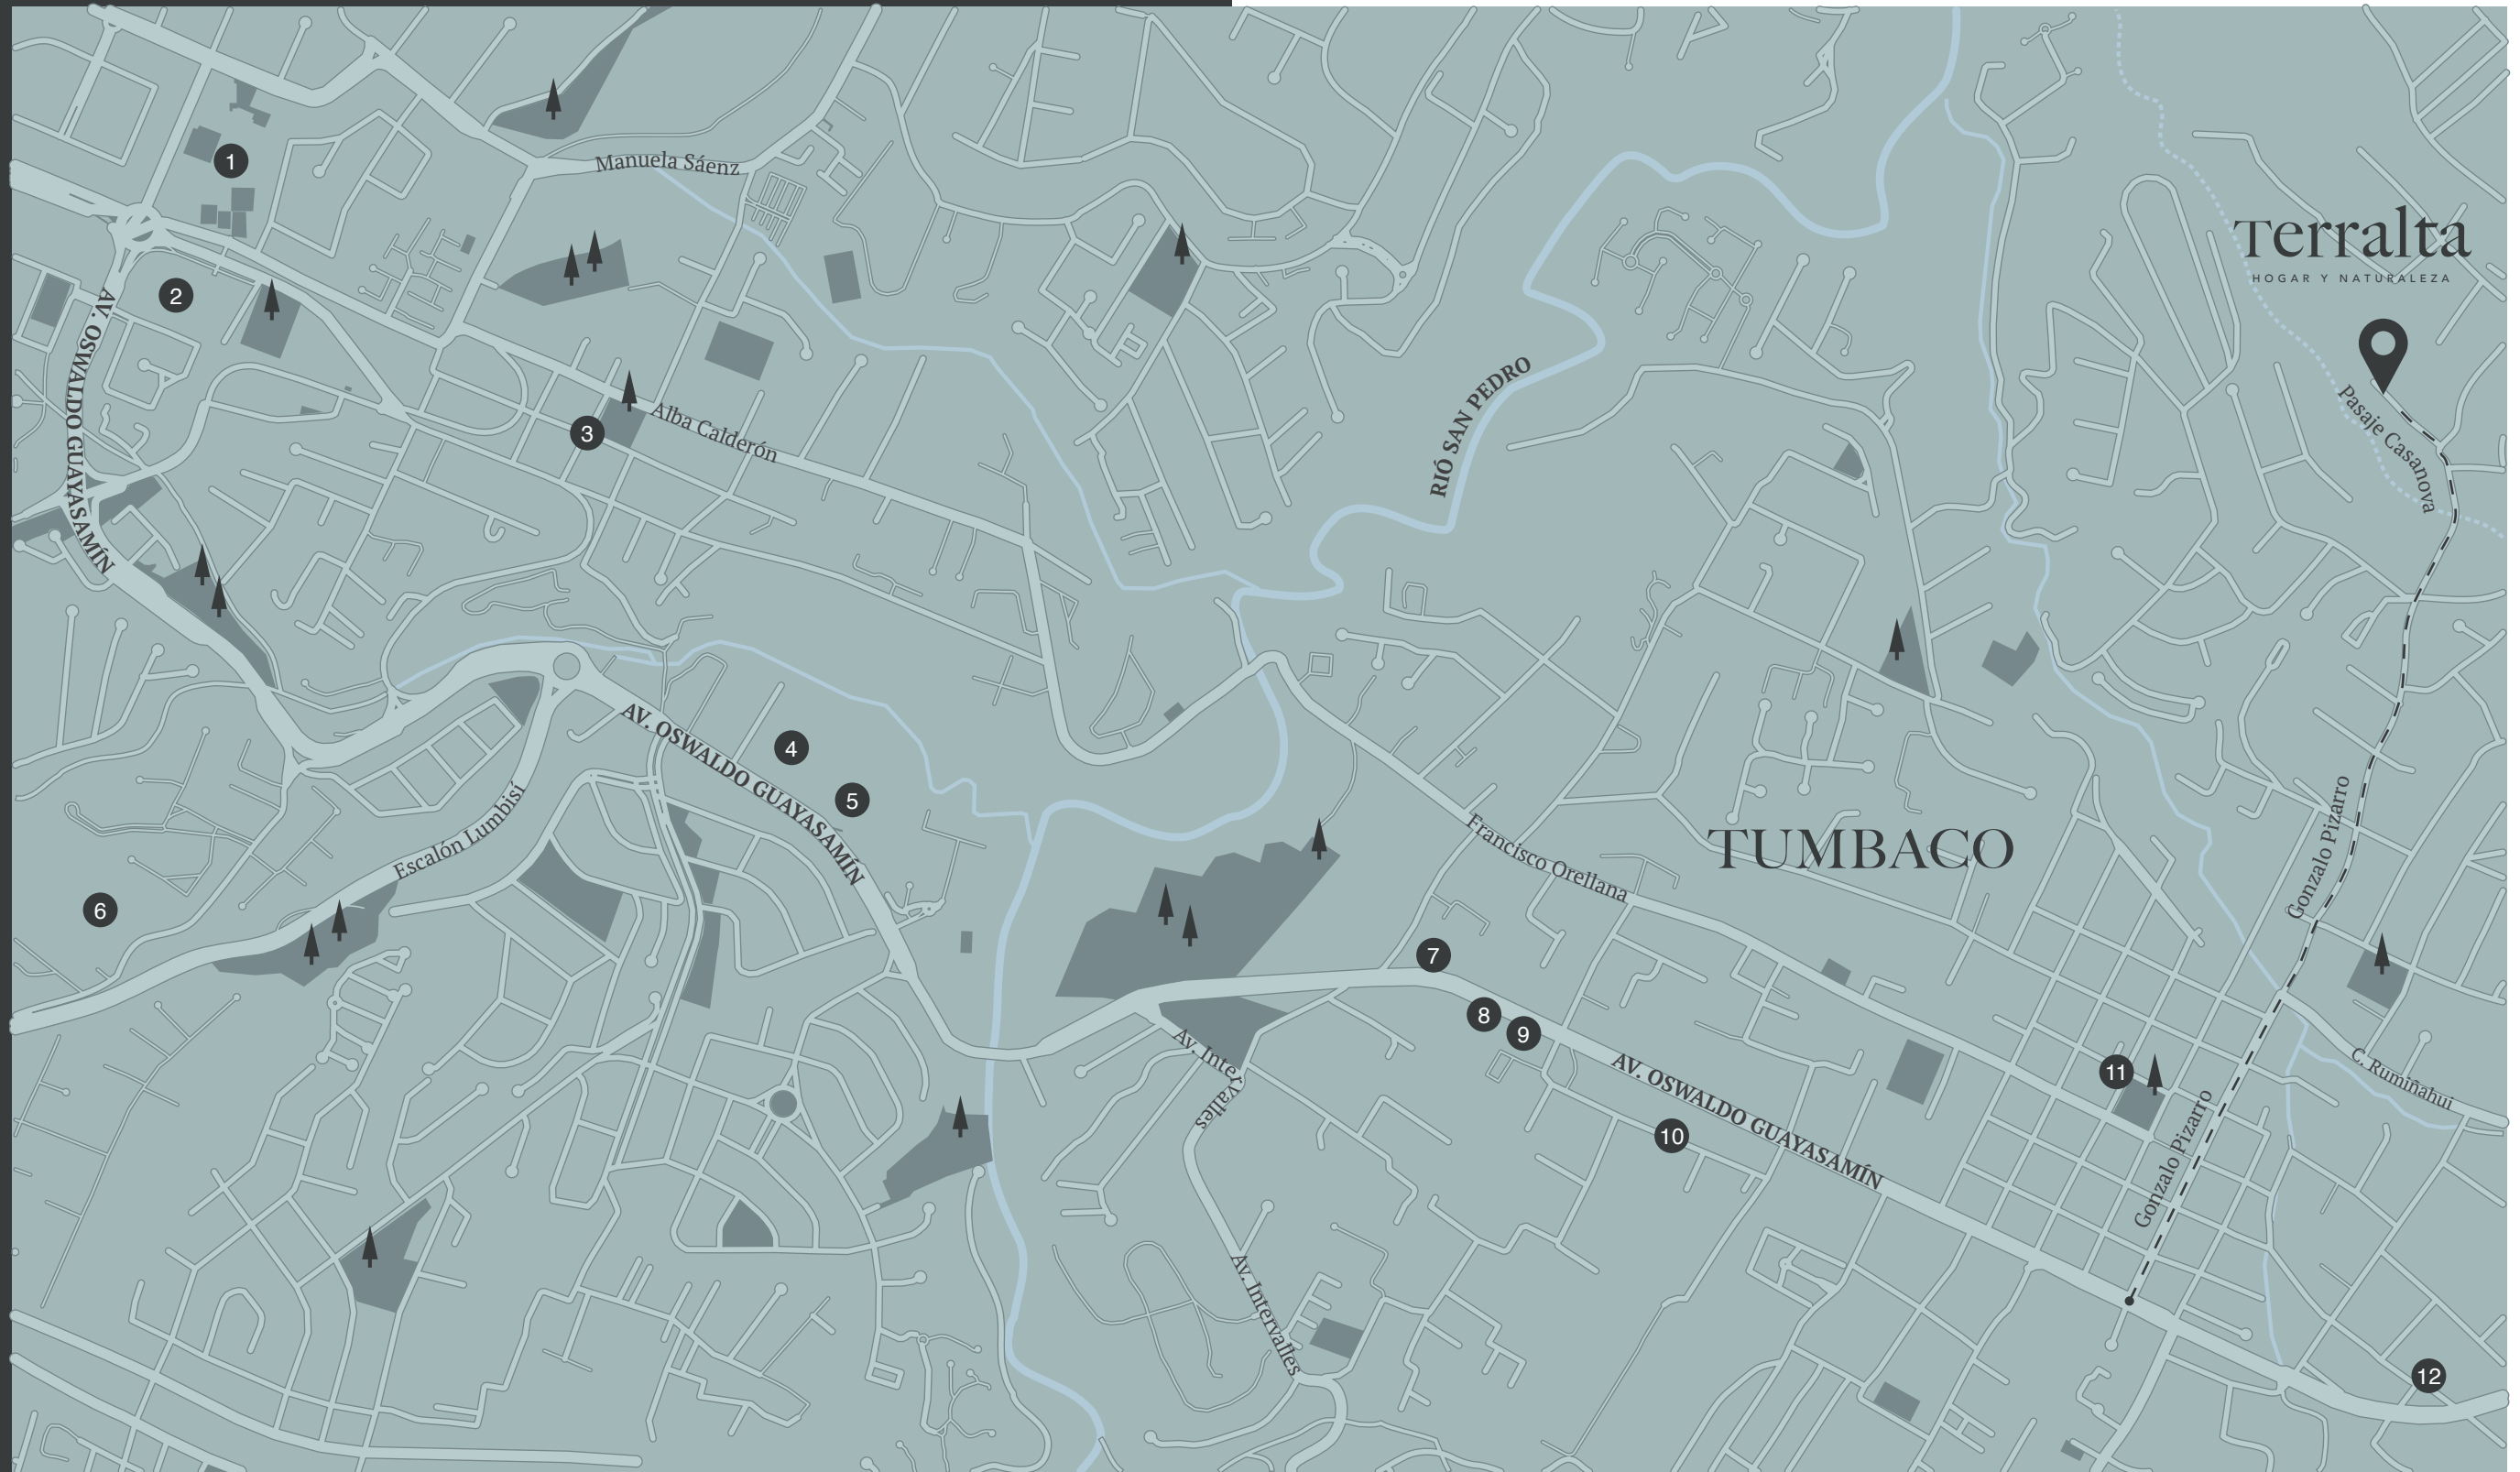 Manuela Sáenz
1
Terralta
HOGAR Y NATURALEZA
2
AV. OSWALDO GUAYASAMÍN
3
Alba Calderón
RIÓ SAN PEDRO
Pasaje Casanova
AV. OSWALDO GUAYASAMÍN
4
5
Escalón Lumbisí
6
Francisco Orellana
TUMBACO
Gonzalo Pizarro
7
8
9
Av. Inter
Valles
AV. OSWALDO GUAYASAMÍN
10
11
C. Rumiñahui
Gonzalo Pizarro
Av. Intervalles
12